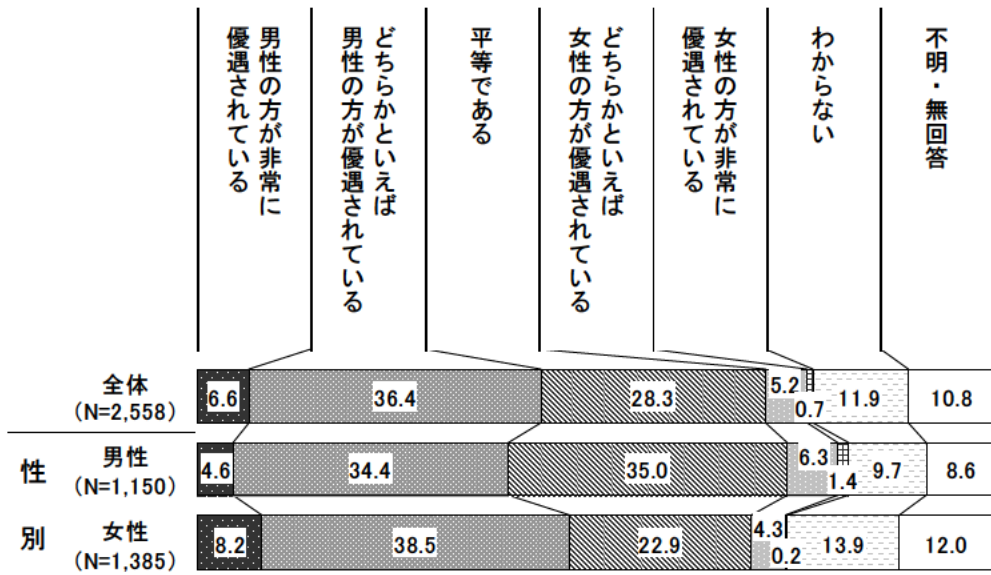 男性の方が非常に
優遇されている
どちらかといえば
男性の方が優遇されている
平等である
どちらかといえば
女性の方が優遇されている
女性の方が非常に
優遇されている
わからない
不明・無回答
全体
(N=2,558)
6.6
36.4
28.3
5.2
0.7
11.9
10.8
性別
男性
(N=1,150)
4.6
34.4
35.0
6.3
1.4
9.7
8.6
女性
(N=1,385)
8.2
38.5
22.9
4.3
0.2
13.9
12.0